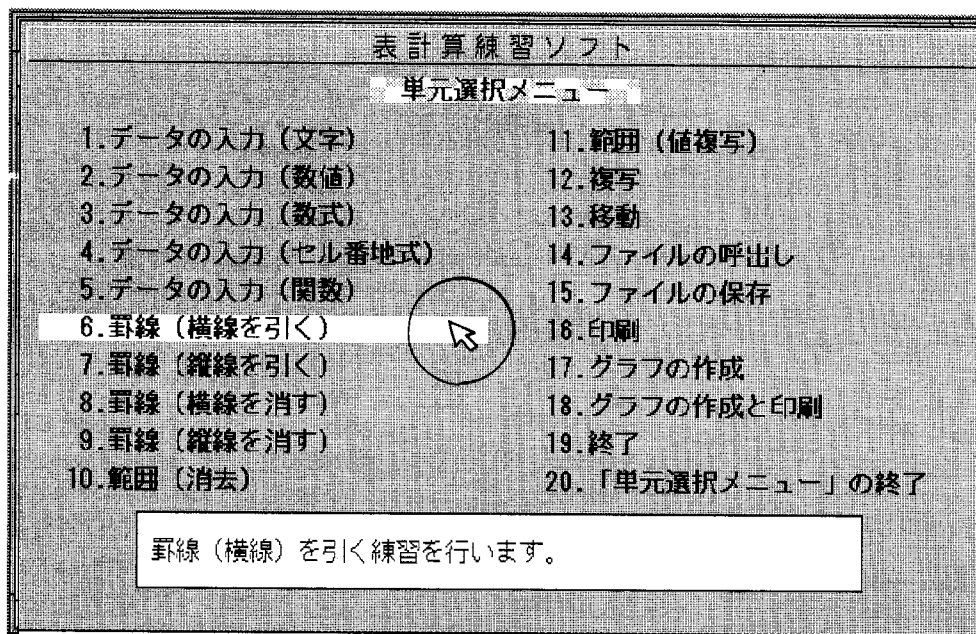 表計算練習ソフト
単元選択メニュー
1.データの入力（文字）
2.データの入力（数値）
3.データの入力（数式）
4.データの入力（セル番地式）
5.データの入力（関数）
6.罫線（横線を引く）
7.罫線（縦線を引く）
8.罫線（横線を消す）
9.罫線（縦線を消す）
10.範囲（消去）
11.範囲（値複写）
12.複写
13.移動
14.ファイルの呼出し
15.ファイルの保存
16.印刷
17.グラフの作成
18.グラフの作成と印刷
19.終了
20.「単元選択メニュー」の終了
罫線（横線）を引く練習を行います。